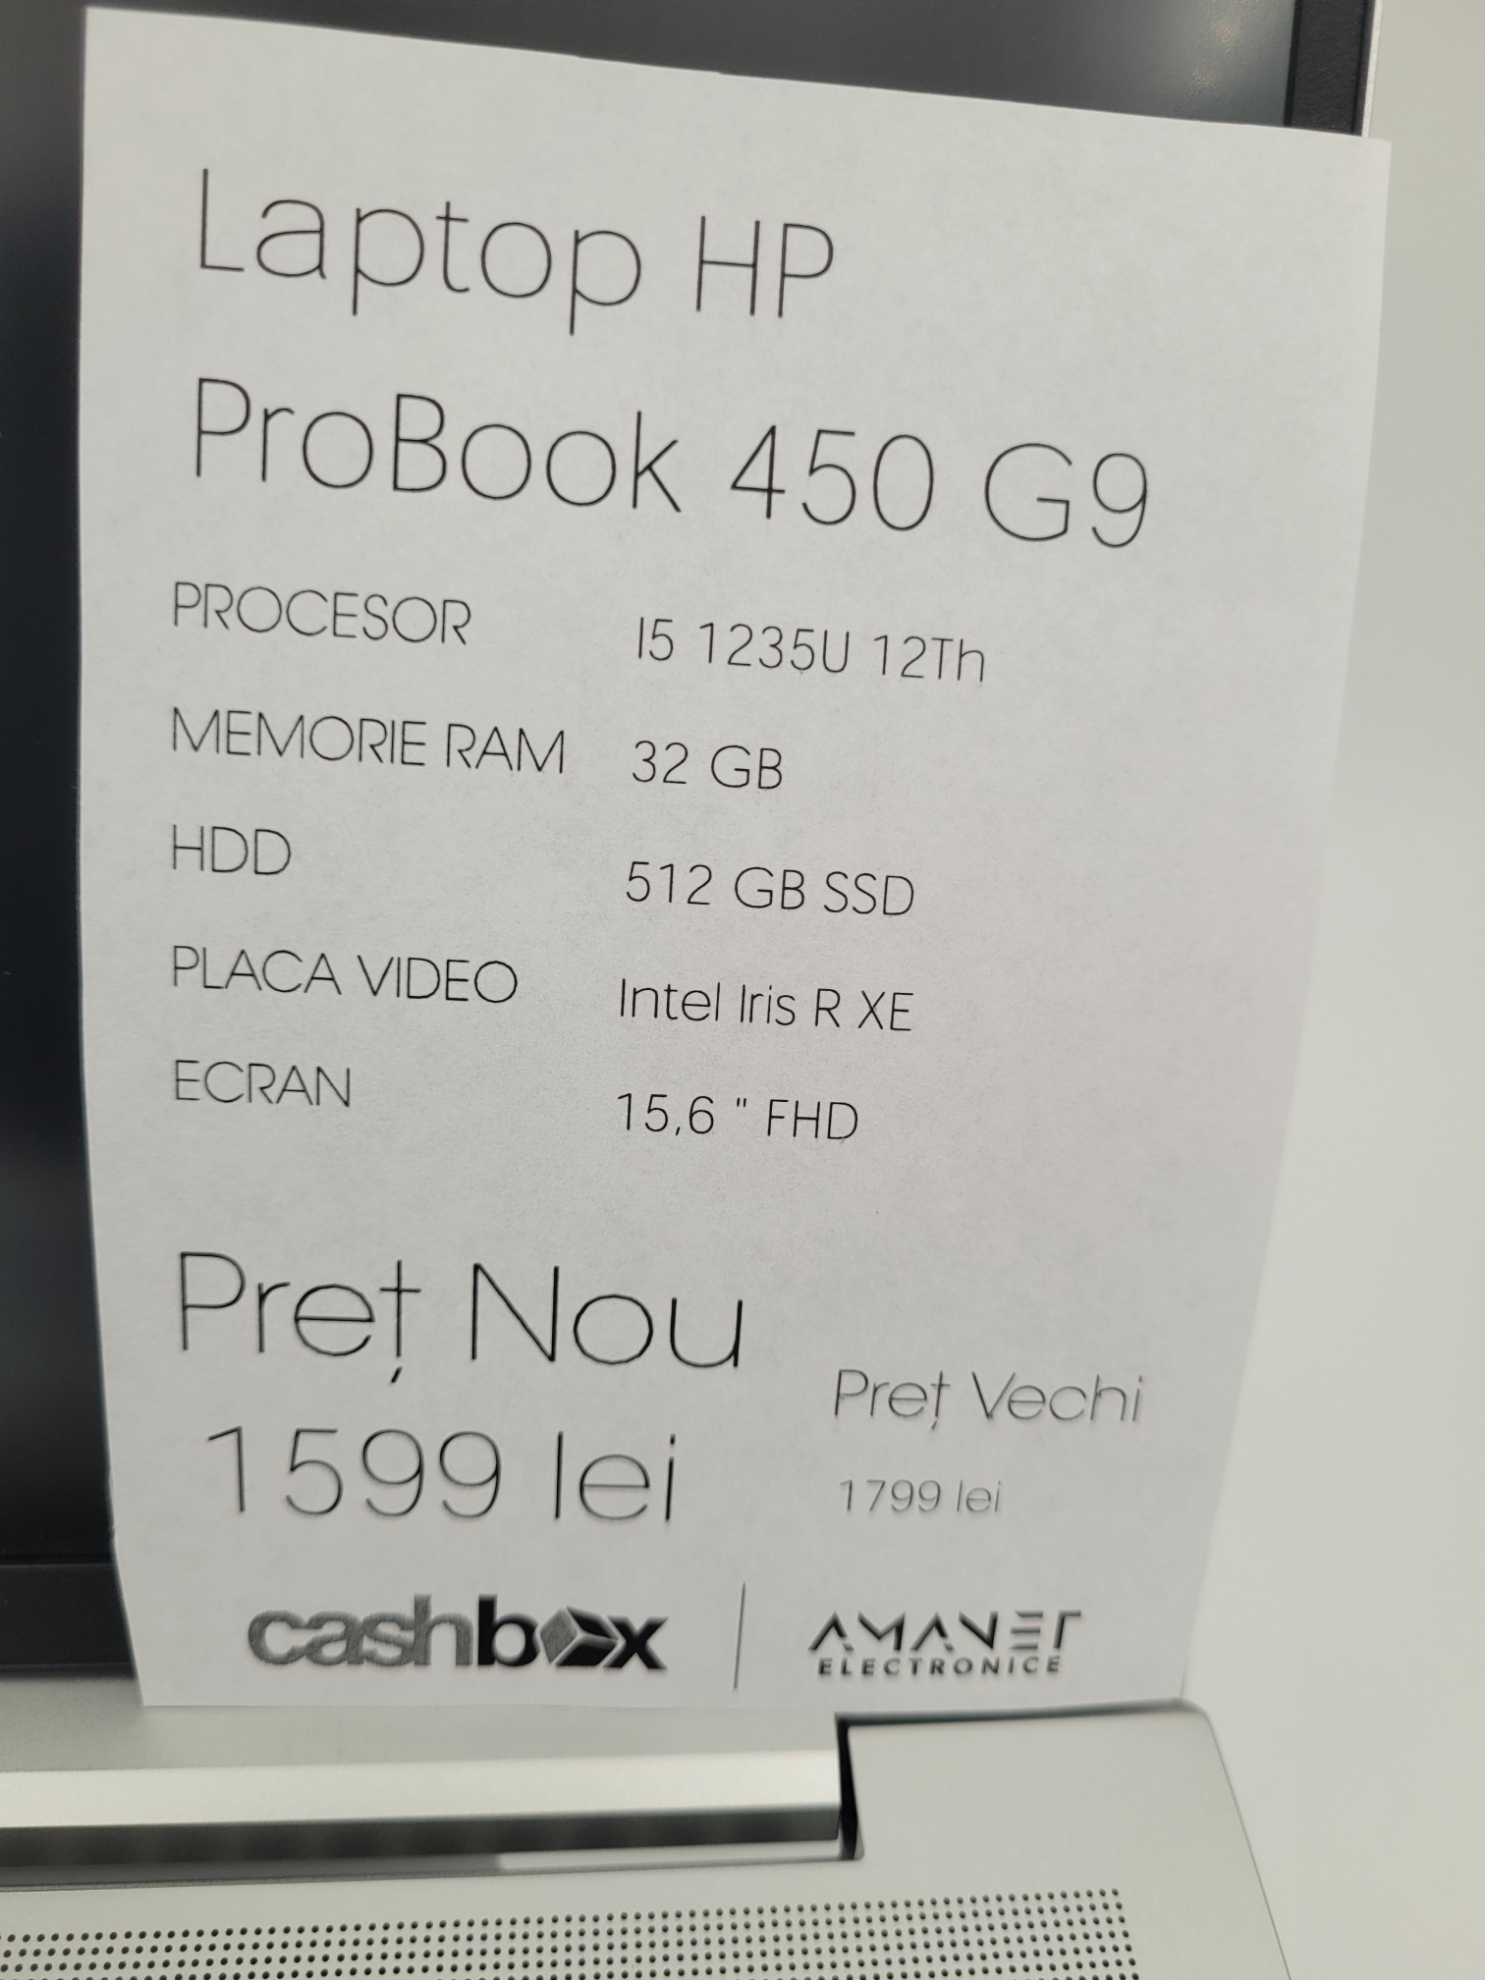 Laptop HP
ProBook 450 G9
PROCESOR I5 1235U 12Th
MEMORIE RAM 32 GB
HDD 512 GB SSD
PLACA VIDEO Intel Iris R XE
ECRAN 15,6 " FHD
Preț Nou
1599 lei
Preț Vechi
1799 lei
cashbox
AMANET
ELECTRONICE